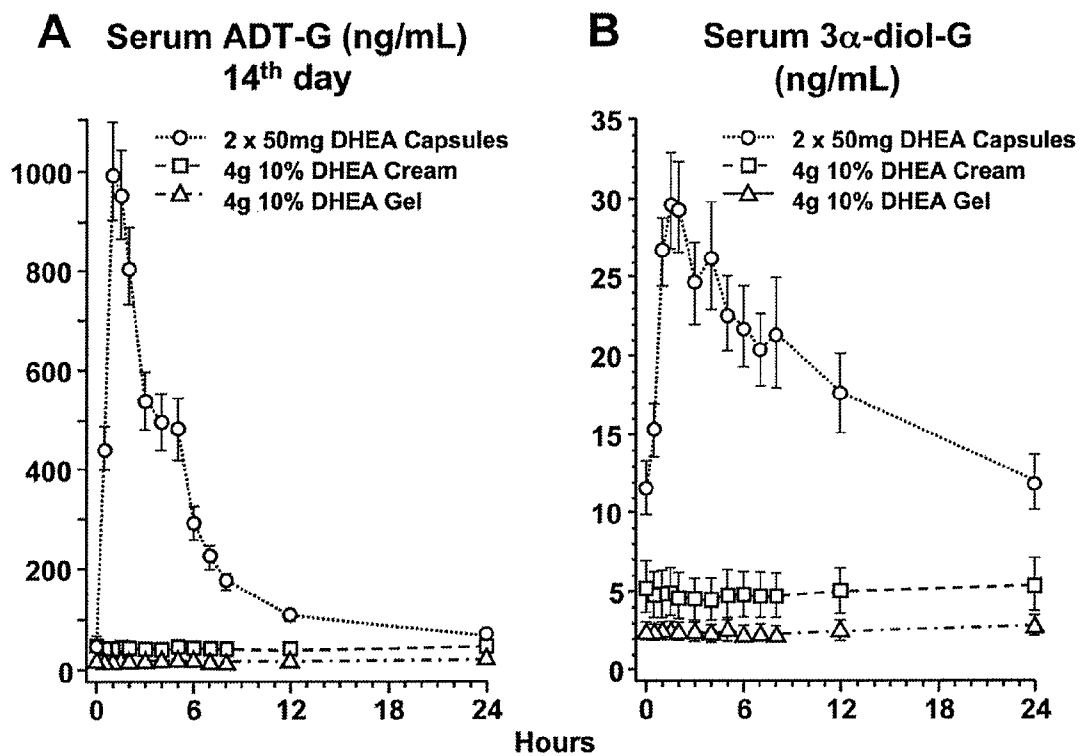 A Serum ADT-G (ng/mL)
14th day
2 x 50mg DHEA Capsules
4g 10% DHEA Cream
4g 10% DHEA Gel
1000
800
600
400
200
0
0 6 12 18 24
B Serum 3α-diol-G
(ng/mL)
2 x 50mg DHEA Capsules
4g 10% DHEA Cream
4g 10% DHEA Gel
35
30
25
20
15
10
5
0
0 6 12 18 24
Hours